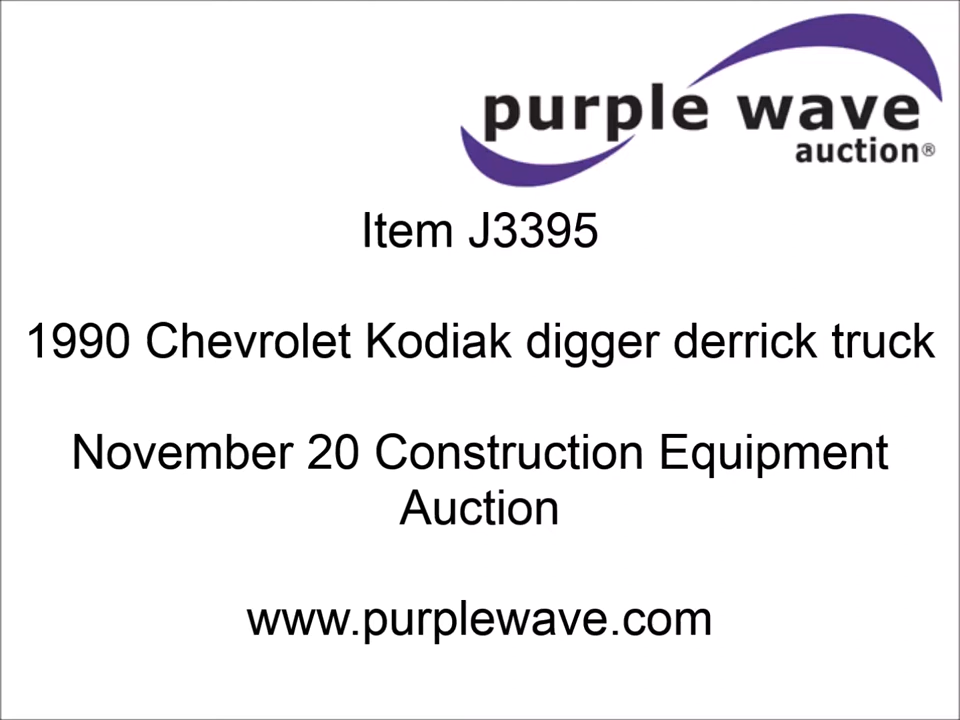 purple wave
auction®
Item J3395
1990 Chevrolet Kodiak digger derrick truck
November 20 Construction Equipment
Auction
www.purplewave.com